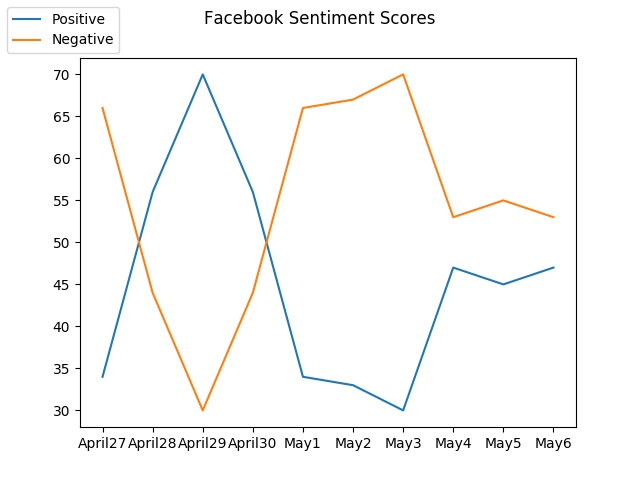 Facebook Sentiment Scores
Positive
Negative
70
65
60
55
50
45
40
35
30
April27 April28 April29 April30 May1 May2 May3 May4 May5 May6